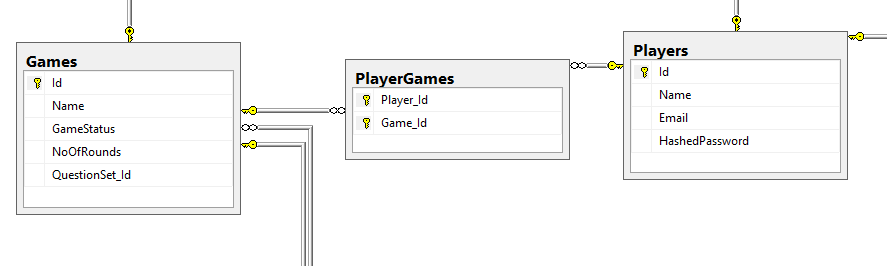 Games
Id
Name
GameStatus
NoOfRounds
QuestionSet_Id
PlayerGames
Player_Id
Game_Id
Players
Id
Name
Email
HashedPassword